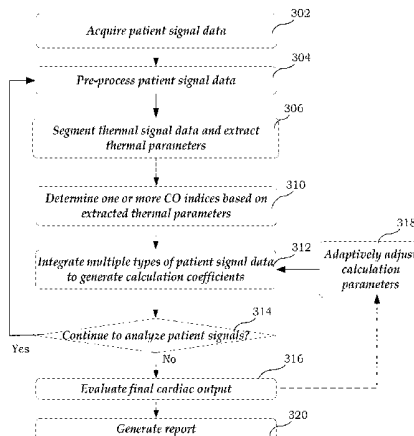 302
Acquire patient signal data
304
Pre-process patient signal data
306
Segment thermal signal data and extract
thermal parameters
310
Determine one or more CO indices based on
extracted thermal parameters
318
312
Integrate multiple types of patient signal data
to generate calculation coefficients
Adaptively adjust
calculation
parameters
314
Continue to analyze patient signals?
Yes
No
316
Evaluate final cardiac output
320
Generate report